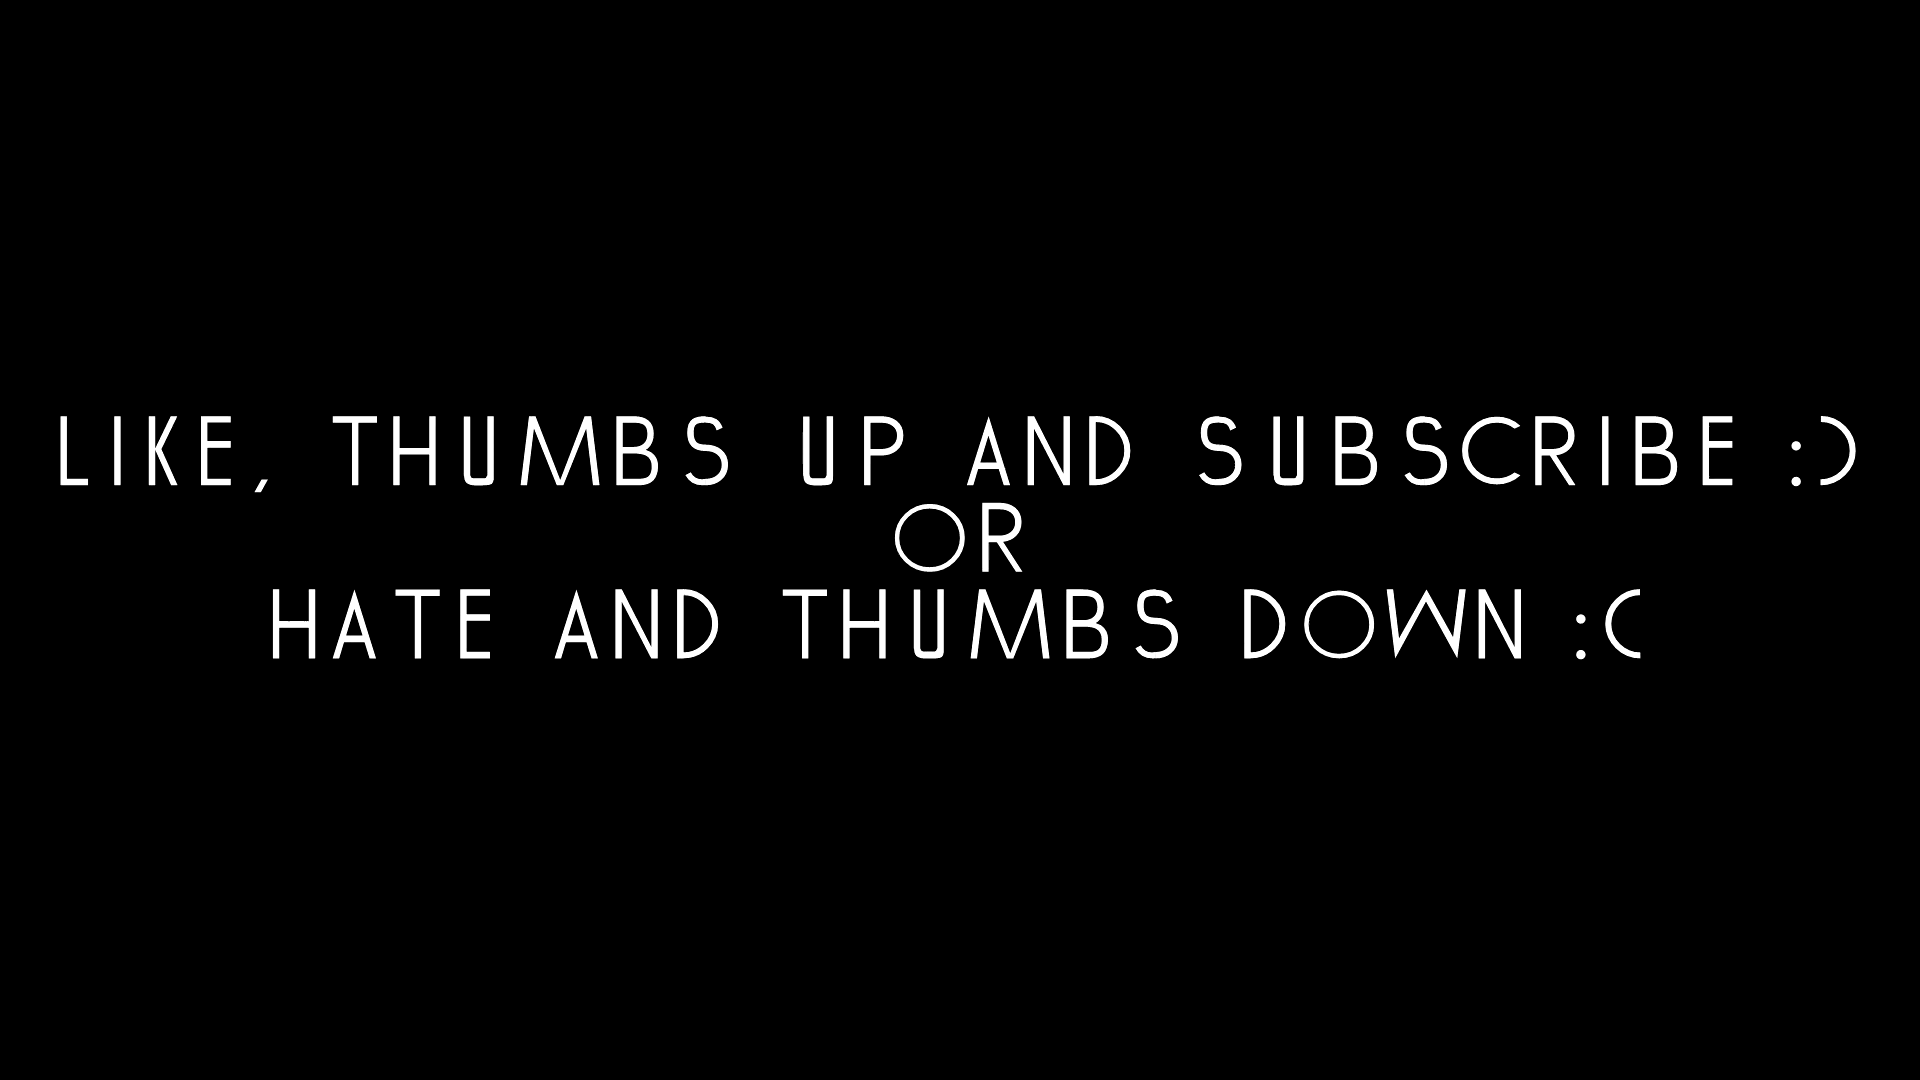 LIKE, THUMBS UP AND SUBSCRIBE :)
OR
HATE AND THUMBS DOWN :(